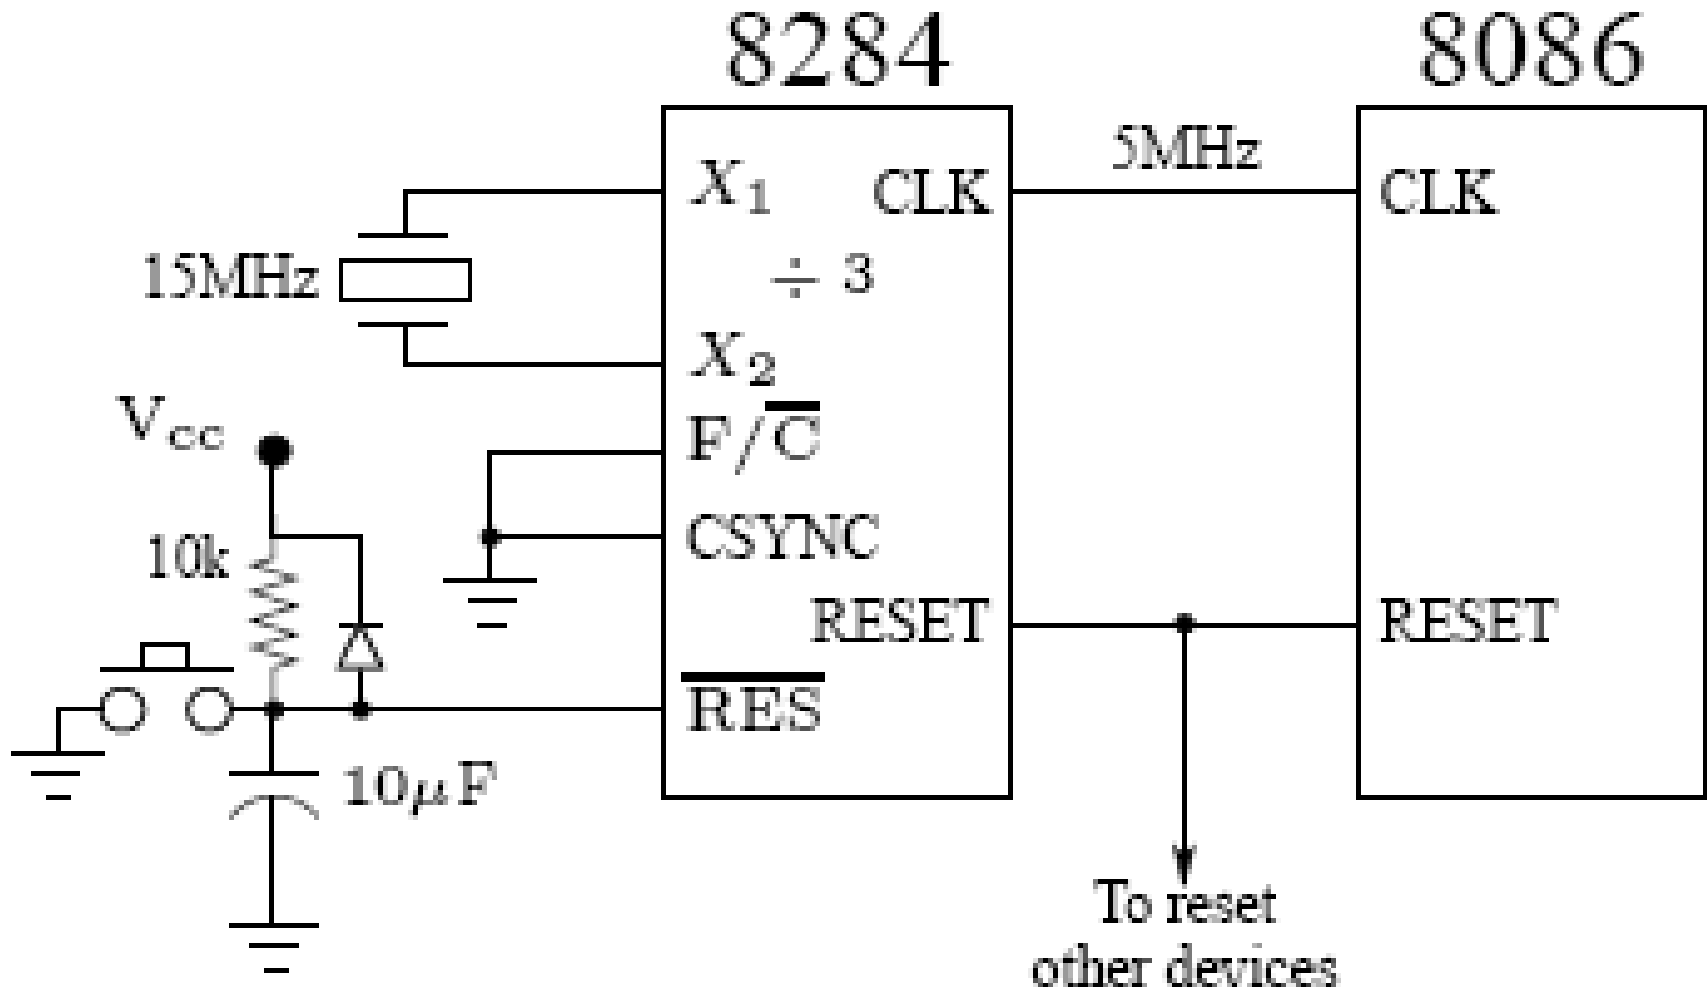 8284
8086
5MHz
X₁
CLK
CLK
15MHz
÷ 3
X₂
Vcc
F/C̅
10k
CSYNC
RESET
RESET
R̅E̅S̅
10μF
To reset
other devices